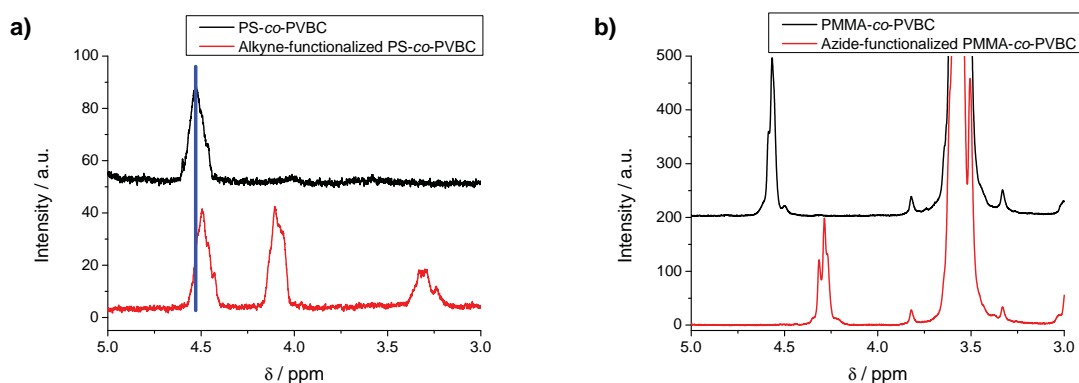 a)
PS-co-PVBC
Alkyne-functionalized PS-co-PVBC
100
80
60
40
20
0
Intensity / a.u.
5.0 4.5 4.0 3.5 3.0
δ / ppm
b)
PMMA-co-PVBC
Azide-functionalized PMMA-co-PVBC
500
400
300
200
100
0
Intensity / a.u.
5.0 4.5 4.0 3.5 3.0
δ / ppm